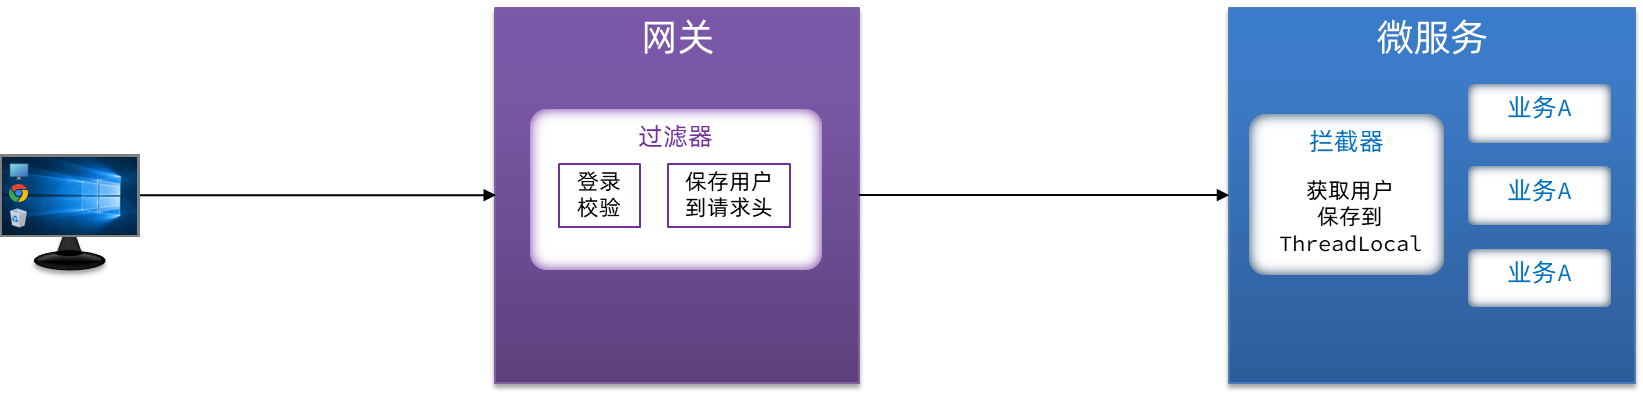 网关
过滤器
登录
校验
保存用户
到请求头
微服务
拦截器
获取用户
保存到
ThreadLocal
业务A
业务A
业务A